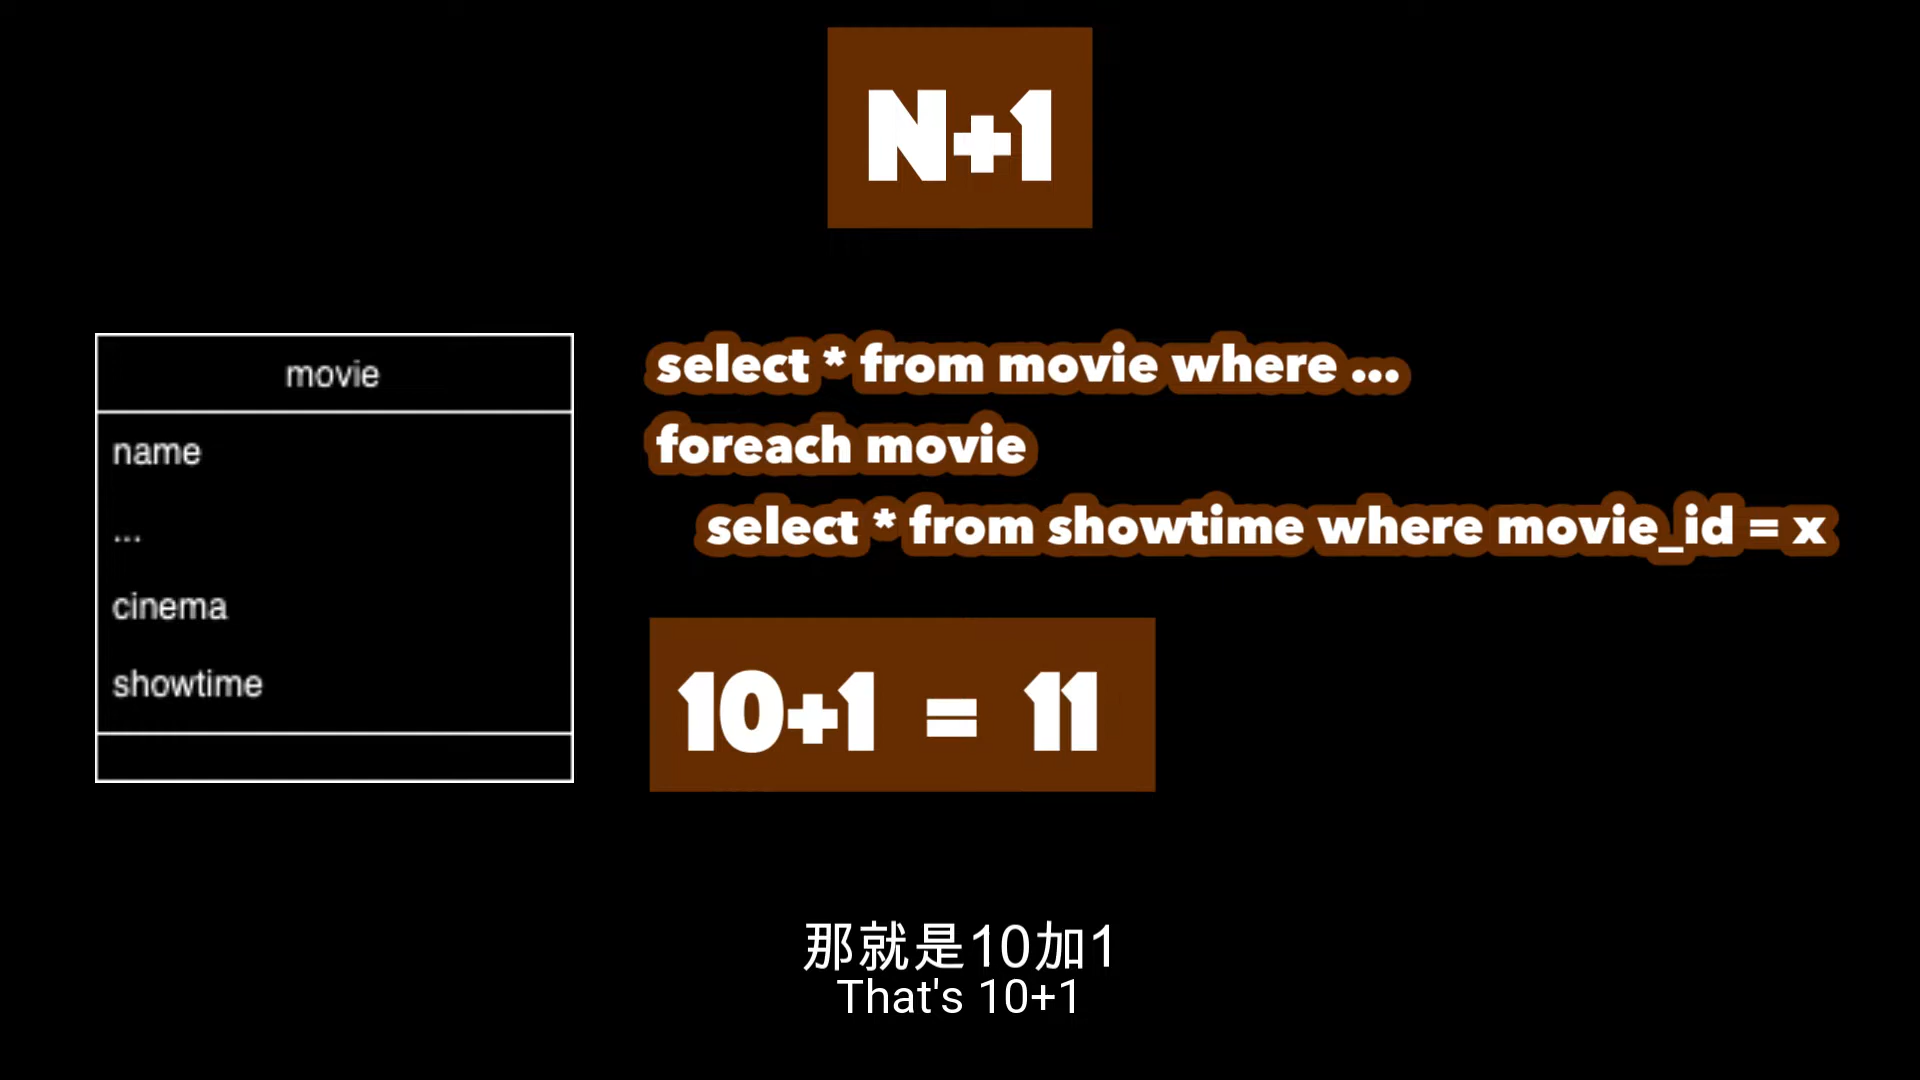 N+1
movie
name
...
cinema
showtime
select * from movie where ...
foreach movie
select * from showtime where movie_id = x
10+1 = 11
那就是10加1
That's 10+1